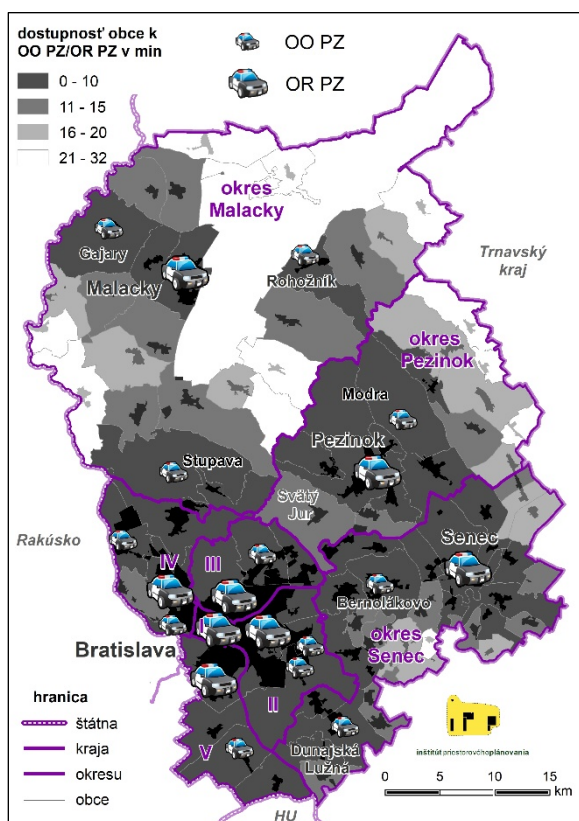 dostupnosť obce k
OO PZ/OR PZ v min
0 - 10
11 - 15
16 - 20
21 - 32
OO PZ
OR PZ
okres
Malacky
Gajary
Malacky
Rohožník
Trnavský
kraj
okres
Pezinok
Modra
Pezinok
Stupava
Svätý
Jur
Senec
Rakúsko
IV
III
Bernolákovo
okres
Senec
Bratislava
II
V
Dunajská
Lužná
hranica
štátna
kraja
okresu
obce
HU
inštitút priestorového plánovania
0 5 10 15
km